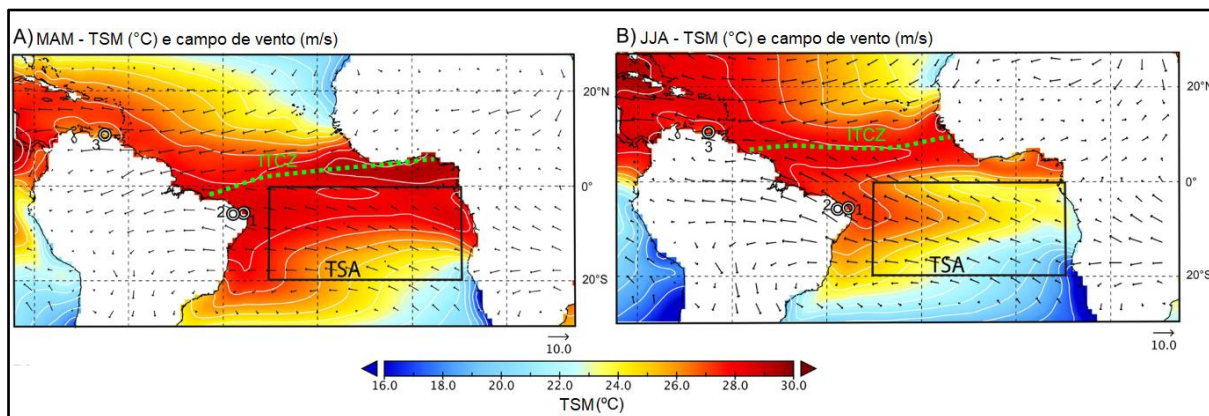 A) MAM - TSM (°C) e campo de vento (m/s)
ITCZ
3
2
TSA
20°N
0°
20°S
10.0
B) JJA - TSM (°C) e campo de vento (m/s)
ITCZ
3
2 1
TSA
20°N
0°
20°S
10.0
16.0 18.0 20.0 22.0 24.0 26.0 28.0 30.0
TSM (ºC)